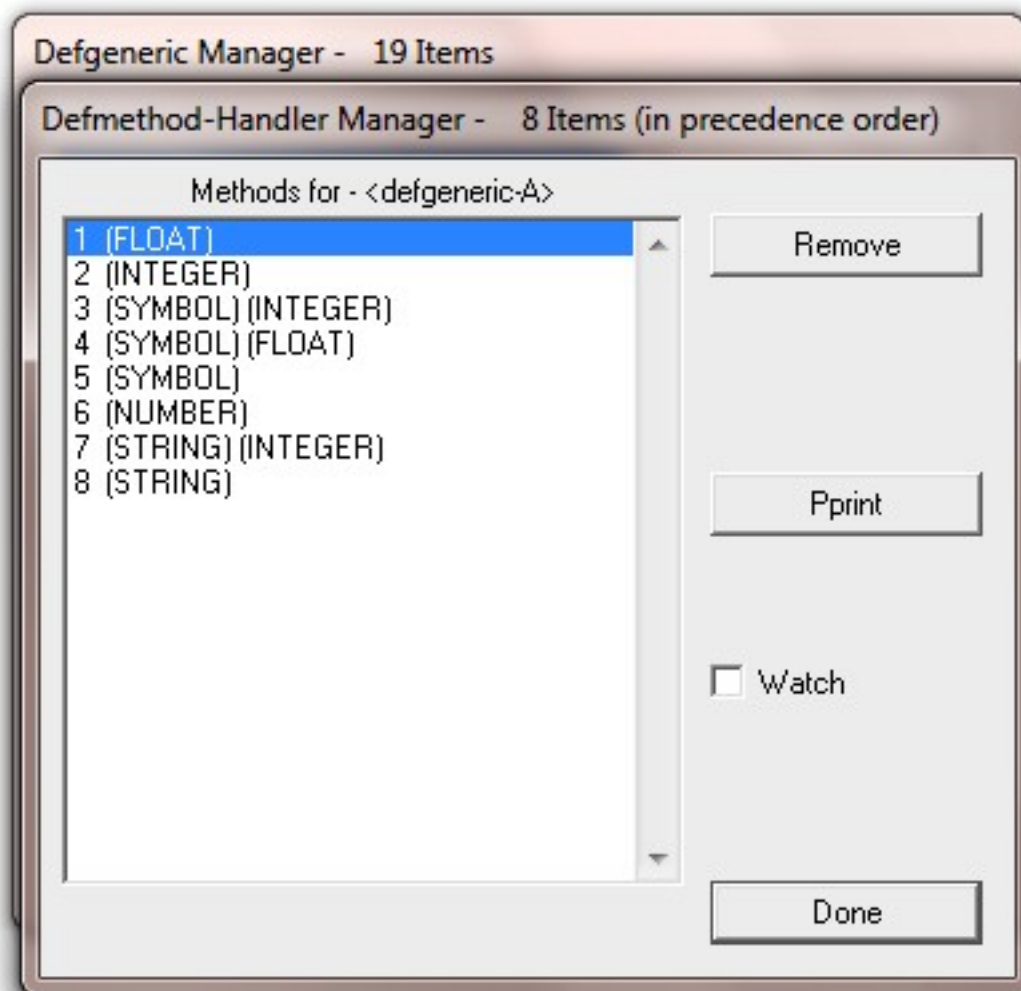 Defgeneric Manager -   19 Items
Defmethod-Handler Manager -    8 Items (in precedence order)
Methods for - <defgeneric-A>
1 (FLOAT)
2 (INTEGER)
3 (SYMBOL) (INTEGER)
4 (SYMBOL) (FLOAT)
5 (SYMBOL)
6 (NUMBER)
7 (STRING) (INTEGER)
8 (STRING)
Remove
Pprint
Watch
Done